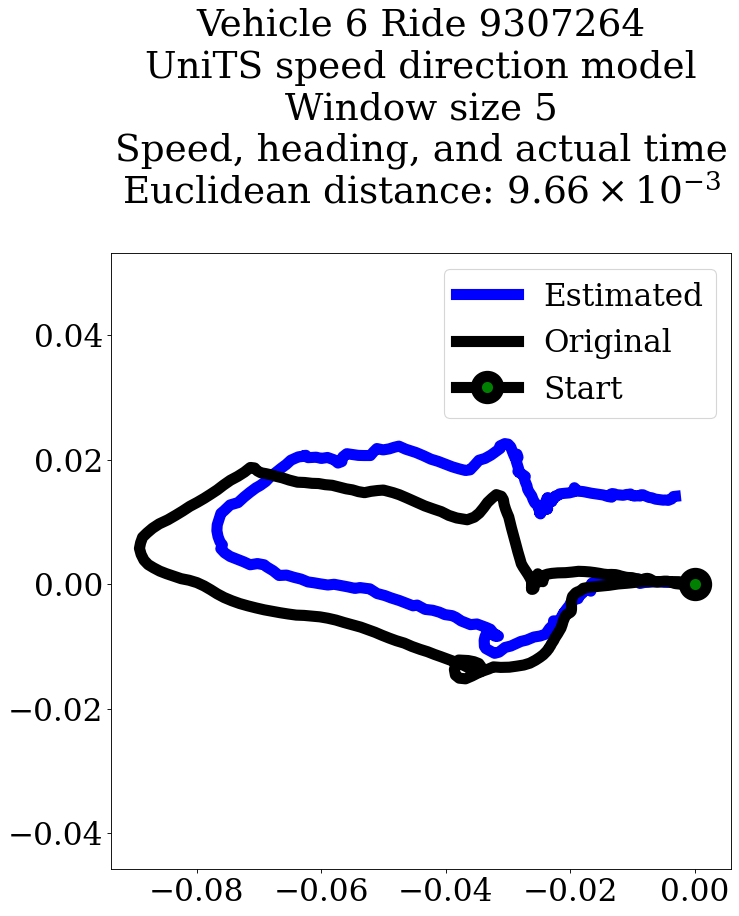 Vehicle 6 Ride 9307264
UniTS speed direction model
Window size 5
Speed, heading, and actual time
Euclidean distance: 9.66 × 10⁻³
Estimated
Original
Start
0.04
0.02
0.00
−0.02
−0.04
−0.08 −0.06 −0.04 −0.02 0.00